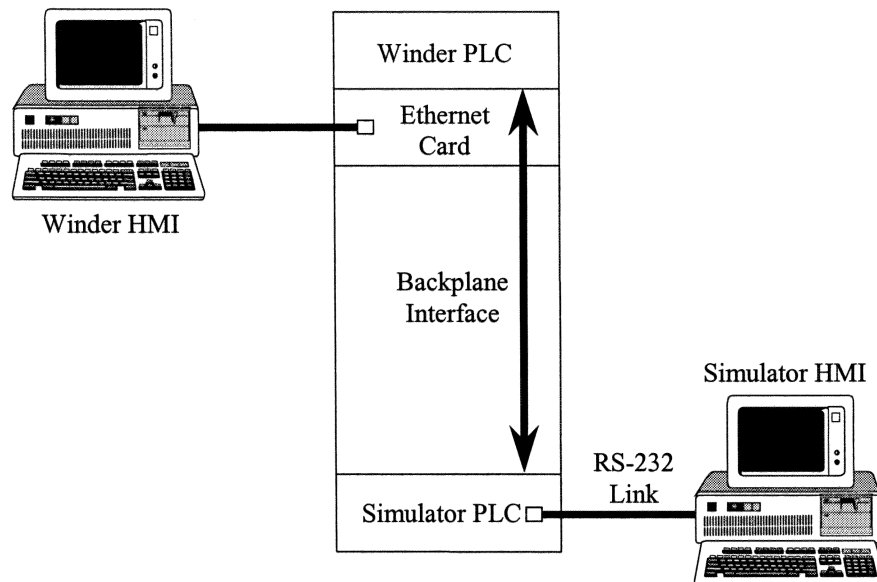 Winder PLC
Ethernet
Card
Winder HMI
Backplane
Interface
Simulator HMI
RS-232
Link
Simulator PLC